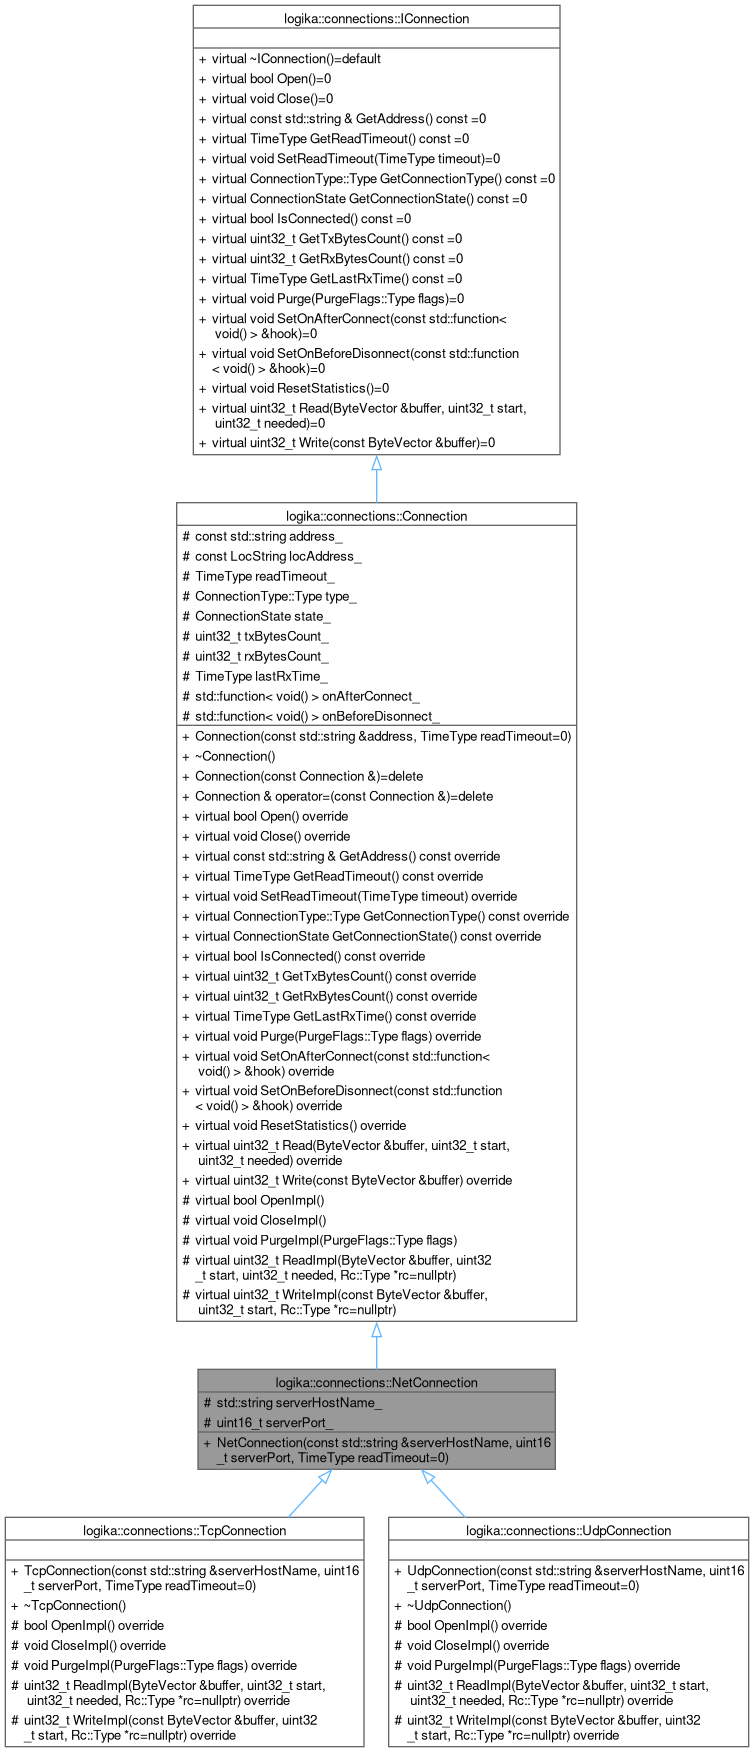 logika::connections::IConnection
+ virtual ~IConnection()=default
+ virtual bool Open()=0
+ virtual void Close()=0
+ virtual const std::string & GetAddress() const =0
+ virtual TimeType GetReadTimeout() const =0
+ virtual void SetReadTimeout(TimeType timeout)=0
+ virtual ConnectionType::Type GetConnectionType() const =0
+ virtual ConnectionState GetConnectionState() const =0
+ virtual bool IsConnected() const =0
+ virtual uint32_t GetTxBytesCount() const =0
+ virtual uint32_t GetRxBytesCount() const =0
+ virtual TimeType GetLastRxTime() const =0
+ virtual void Purge(PurgeFlags::Type flags)=0
+ virtual void SetOnAfterConnect(const std::function<
void() > &hook)=0
+ virtual void SetOnBeforeDisonnect(const std::function
< void() > &hook)=0
+ virtual void ResetStatistics()=0
+ virtual uint32_t Read(ByteVector &buffer, uint32_t start,
uint32_t needed)=0
+ virtual uint32_t Write(const ByteVector &buffer)=0
logika::connections::Connection
# const std::string address_
# const LocString locAddress_
# TimeType readTimeout_
# ConnectionType::Type type_
# ConnectionState state_
# uint32_t txBytesCount_
# uint32_t rxBytesCount_
# TimeType lastRxTime_
# std::function< void() > onAfterConnect_
# std::function< void() > onBeforeDisonnect_
+ Connection(const std::string &address, TimeType readTimeout=0)
+ ~Connection()
+ Connection(const Connection &)=delete
+ Connection & operator=(const Connection &)=delete
+ virtual bool Open() override
+ virtual void Close() override
+ virtual const std::string & GetAddress() const override
+ virtual TimeType GetReadTimeout() const override
+ virtual void SetReadTimeout(TimeType timeout) override
+ virtual ConnectionType::Type GetConnectionType() const override
+ virtual ConnectionState GetConnectionState() const override
+ virtual bool IsConnected() const override
+ virtual uint32_t GetTxBytesCount() const override
+ virtual uint32_t GetRxBytesCount() const override
+ virtual TimeType GetLastRxTime() const override
+ virtual void Purge(PurgeFlags::Type flags) override
+ virtual void SetOnAfterConnect(const std::function<
void() > &hook) override
+ virtual void SetOnBeforeDisonnect(const std::function
< void() > &hook) override
+ virtual void ResetStatistics() override
+ virtual uint32_t Read(ByteVector &buffer, uint32_t start,
uint32_t needed) override
+ virtual uint32_t Write(const ByteVector &buffer) override
# virtual bool OpenImpl()
# virtual void CloseImpl()
# virtual void PurgeImpl(PurgeFlags::Type flags)
# virtual uint32_t ReadImpl(ByteVector &buffer, uint32
_t start, uint32_t needed, Rc::Type *rc=nullptr)
# virtual uint32_t WriteImpl(const ByteVector &buffer,
uint32_t start, Rc::Type *rc=nullptr)
logika::connections::NetConnection
# std::string serverHostName_
# uint16_t serverPort_
+ NetConnection(const std::string &serverHostName, uint16
_t serverPort, TimeType readTimeout=0)
logika::connections::TcpConnection
+ TcpConnection(const std::string &serverHostName, uint16
_t serverPort, TimeType readTimeout=0)
+ ~TcpConnection()
# bool OpenImpl() override
# void CloseImpl() override
# void PurgeImpl(PurgeFlags::Type flags) override
# uint32_t ReadImpl(ByteVector &buffer, uint32_t start,
uint32_t needed, Rc::Type *rc=nullptr) override
# uint32_t WriteImpl(const ByteVector &buffer, uint32
_t start, Rc::Type *rc=nullptr) override
logika::connections::UdpConnection
+ UdpConnection(const std::string &serverHostName, uint16
_t serverPort, TimeType readTimeout=0)
+ ~UdpConnection()
# bool OpenImpl() override
# void CloseImpl() override
# void PurgeImpl(PurgeFlags::Type flags) override
# uint32_t ReadImpl(ByteVector &buffer, uint32_t start,
uint32_t needed, Rc::Type *rc=nullptr) override
# uint32_t WriteImpl(const ByteVector &buffer, uint32
_t start, Rc::Type *rc=nullptr) override